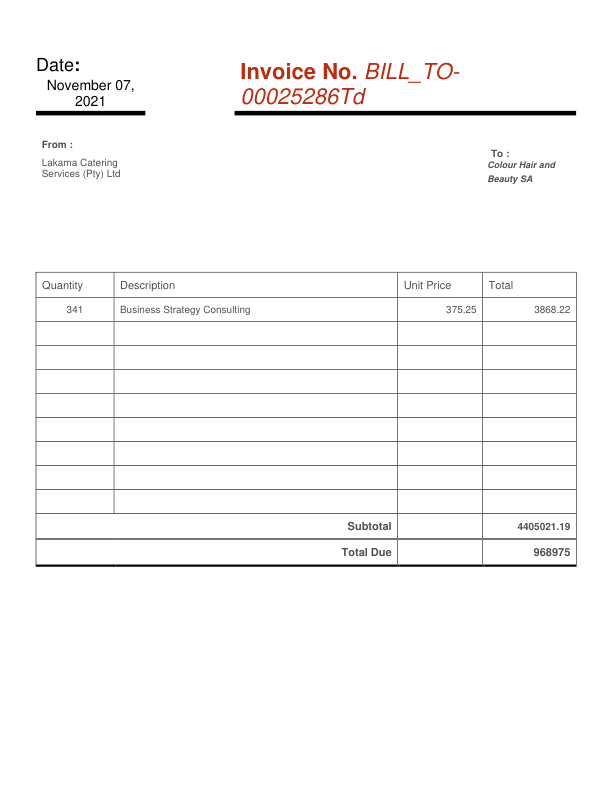 Date:
November 07,
2021
Invoice No. BILL_TO-
00025286Td
From :
Lakama Catering
Services (Pty) Ltd
To :
Colour Hair and
Beauty SA
Quantity Description Unit Price Total
341 Business Strategy Consulting 375.25 3868.22
Subtotal 4405021.19
Total Due 968975